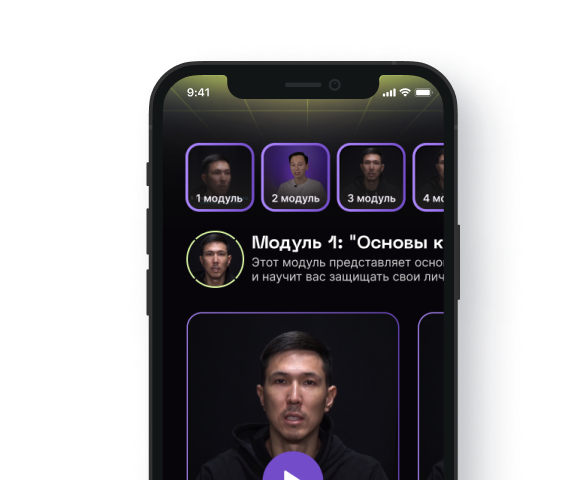 9:41
1 модуль
2 модуль
3 модуль
4 мо
Модуль 1: "Основы к
Этот модуль представляет осно
и научит вас защищать свои лич